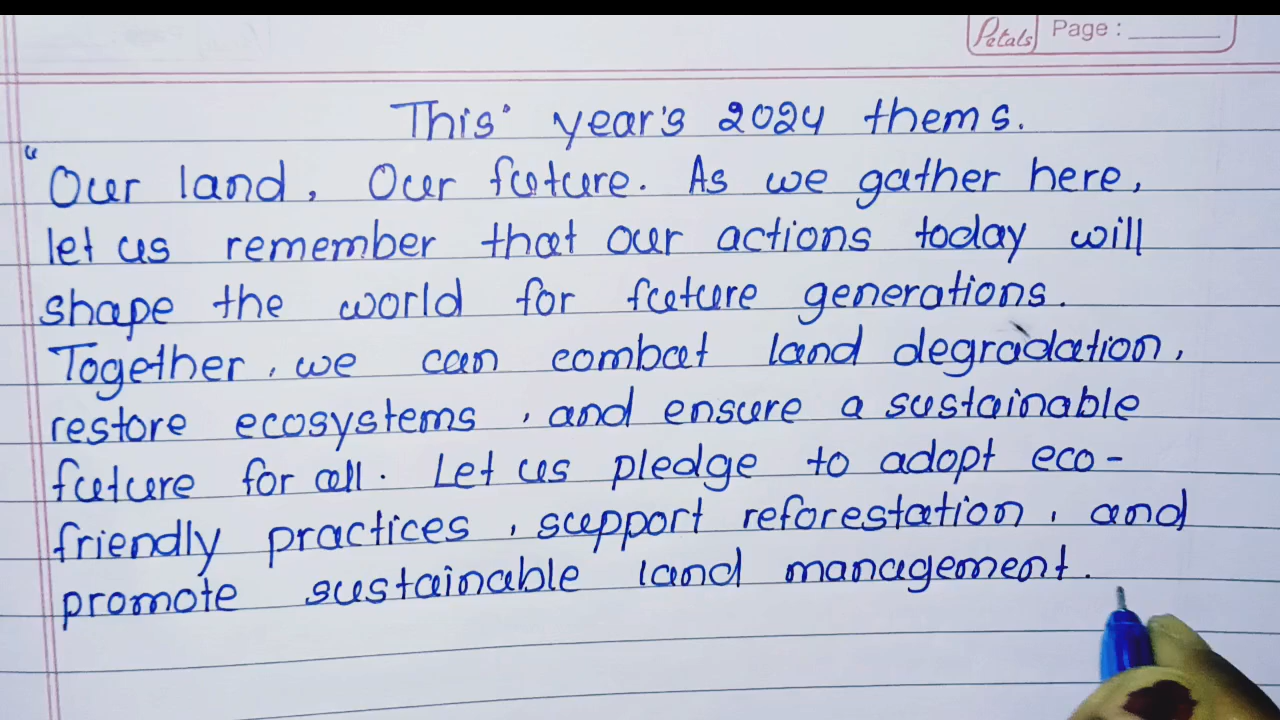 Petals Page :
This year's 2024 thems.
"Our land, Our future. As we gather here,
let us remember that our actions today will
shape the world for future generations.
Together, we can combat land degradation,
restore ecosystems, and ensure a sustainable
future for all. Let us pledge to adopt eco-
friendly practices, support reforestation, and
promote sustainable land management.